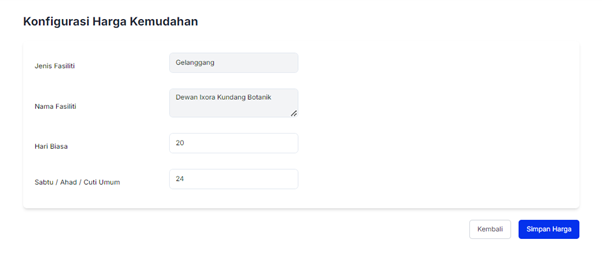 Konfigurasi Harga Kemudahan
Jenis Fasiliti
Gelanggang
Nama Fasiliti
Dewan Ixora Kundang Botanik
Hari Biasa
20
Sabtu / Ahad / Cuti Umum
24
Kembali
Simpan Harga